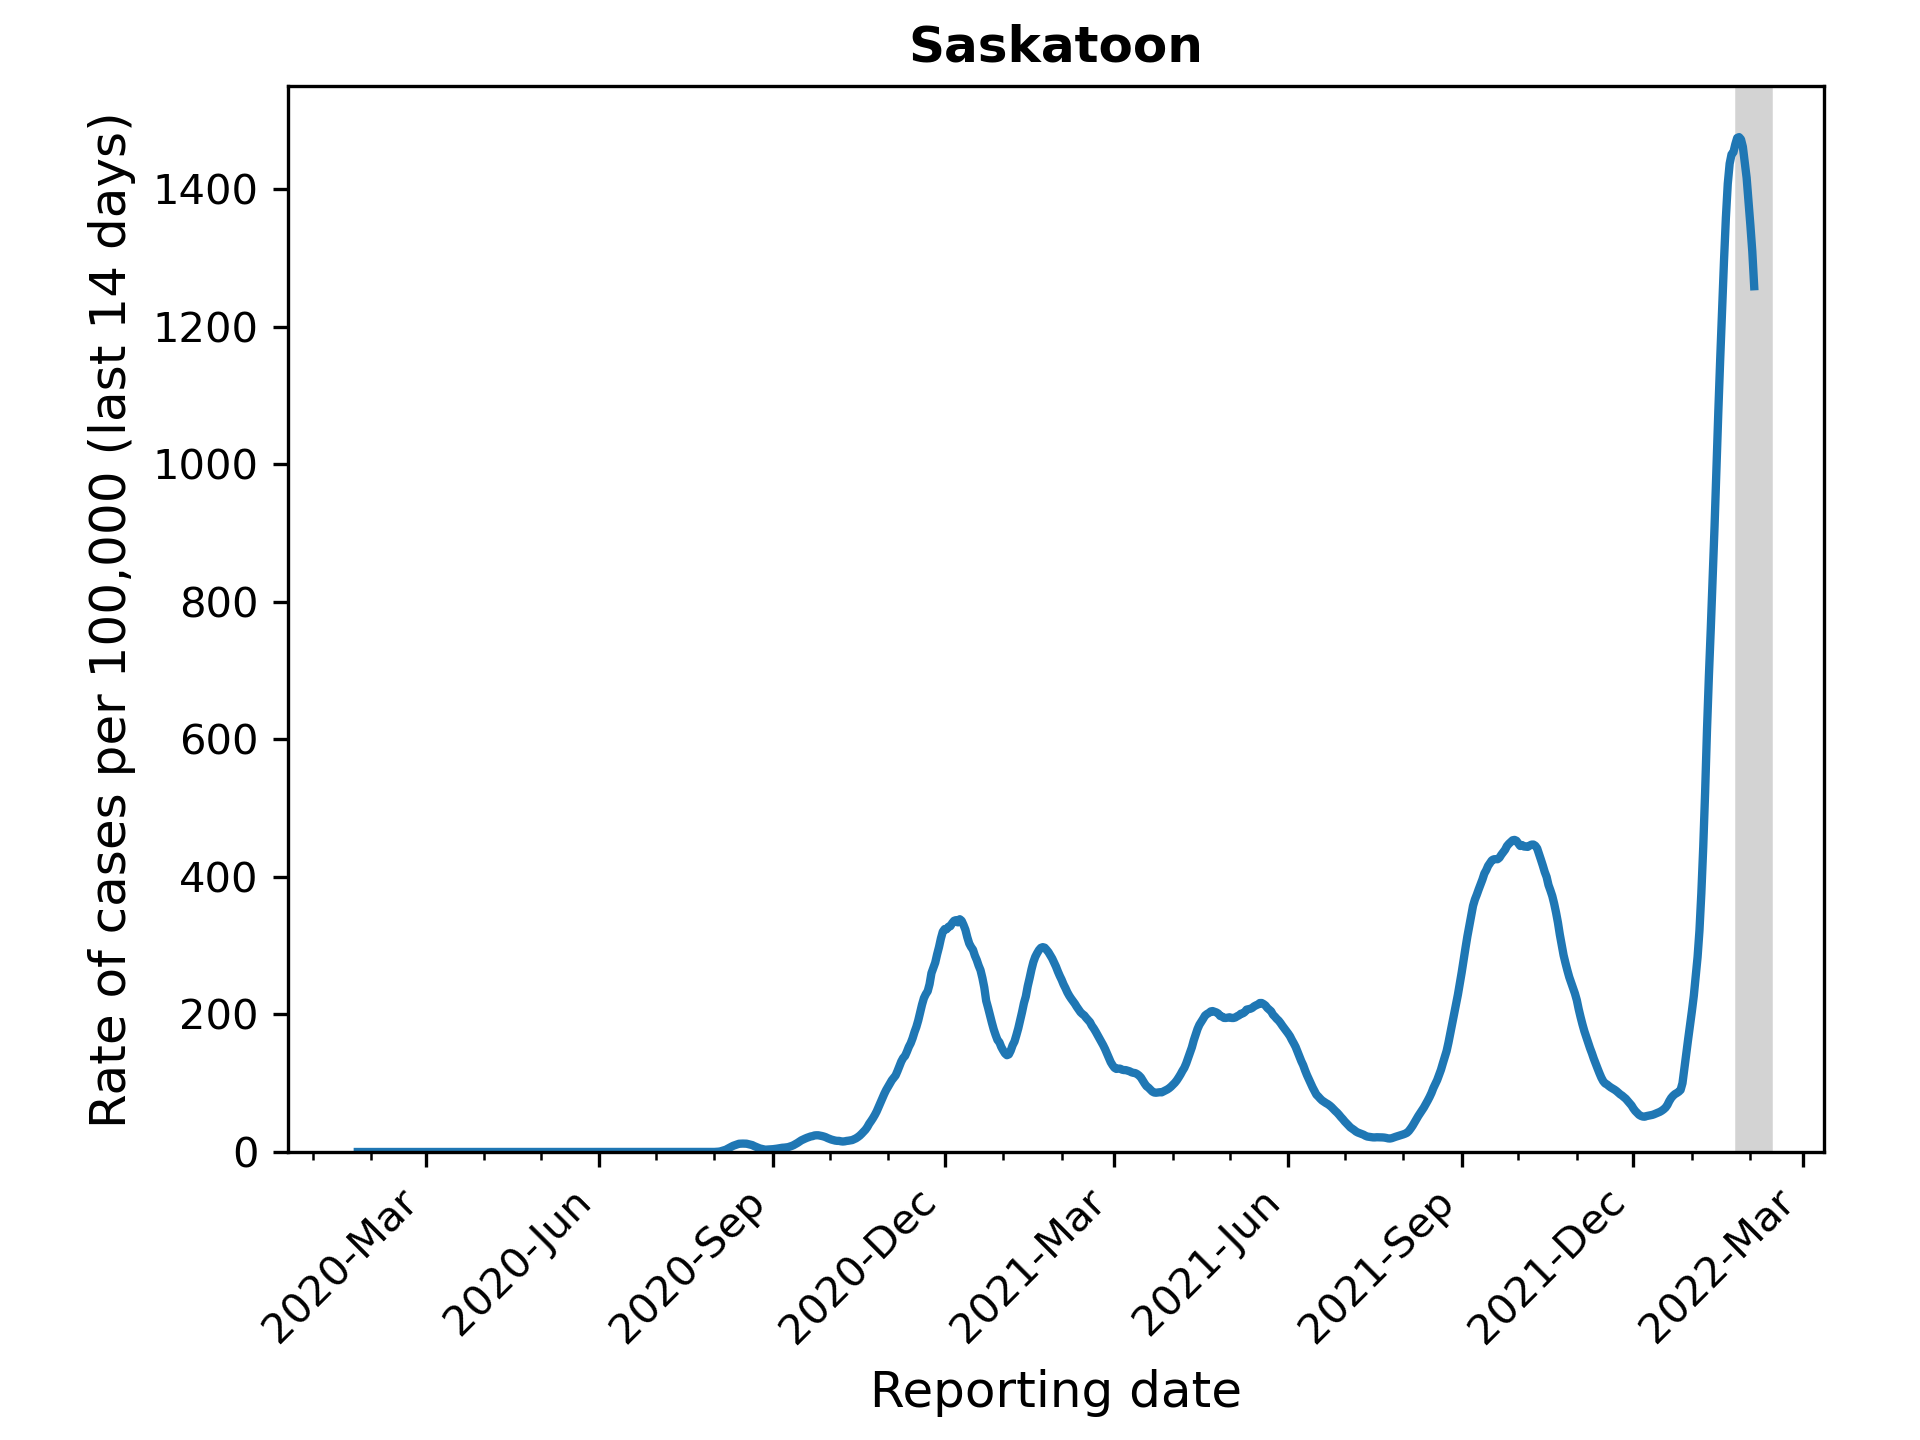 Saskatoon
Rate of cases per 100,000 (last 14 days)
1400
1200
1000
800
600
400
200
0
2020-Mar
2020-Jun
2020-Sep
2020-Dec
2021-Mar
2021-Jun
2021-Sep
2021-Dec
2022-Mar
Reporting date